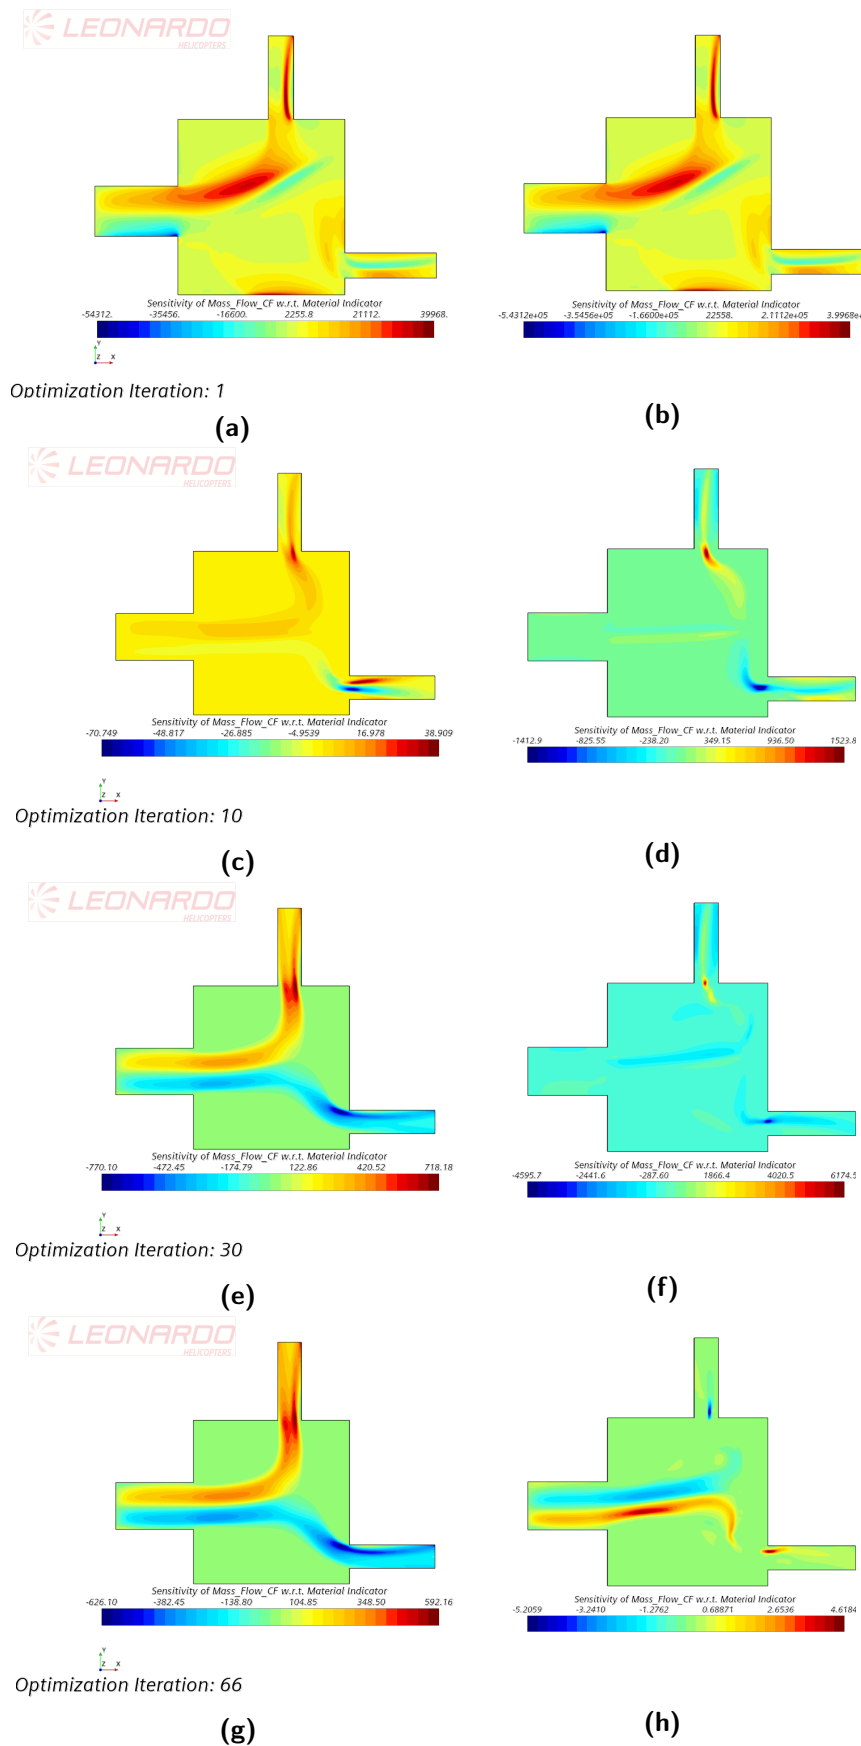 LEONARDO
HELICOPTERS
Sensitivity of Mass_Flow_CF w.r.t. Material Indicator
-54312. -35456. -16600. 2255.8 21112. 39968.
Y
Z X
Optimization Iteration: 1
(a)
Sensitivity of Mass_Flow_CF w.r.t. Material Indicator
-5.4312e+05 -3.5456e+05 -1.6600e+05 22558. 2.1112e+05 3.9968e+
(b)
LEONARDO
HELICOPTERS
Sensitivity of Mass_Flow_CF w.r.t. Material Indicator
-70.749 -48.817 -26.885 -4.9539 16.978 38.909
Y
Z X
Optimization Iteration: 10
(c)
Sensitivity of Mass_Flow_CF w.r.t. Material Indicator
-1412.9 -825.55 -238.20 349.15 936.50 1523.8
(d)
LEONARDO
HELICOPTERS
Sensitivity of Mass_Flow_CF w.r.t. Material Indicator
-770.10 -472.45 -174.79 122.86 420.52 718.18
Y
Z X
Optimization Iteration: 30
(e)
Sensitivity of Mass_Flow_CF w.r.t. Material Indicator
-4595.7 -2441.6 -287.60 1866.4 4020.5 6174.5
(f)
LEONARDO
HELICOPTERS
Sensitivity of Mass_Flow_CF w.r.t. Material Indicator
-626.10 -382.45 -138.80 104.85 348.50 592.16
Y
Z X
Optimization Iteration: 66
(g)
Sensitivity of Mass_Flow_CF w.r.t. Material Indicator
-5.2059 -3.2410 -1.2762 0.68871 2.6536 4.6184
(h)